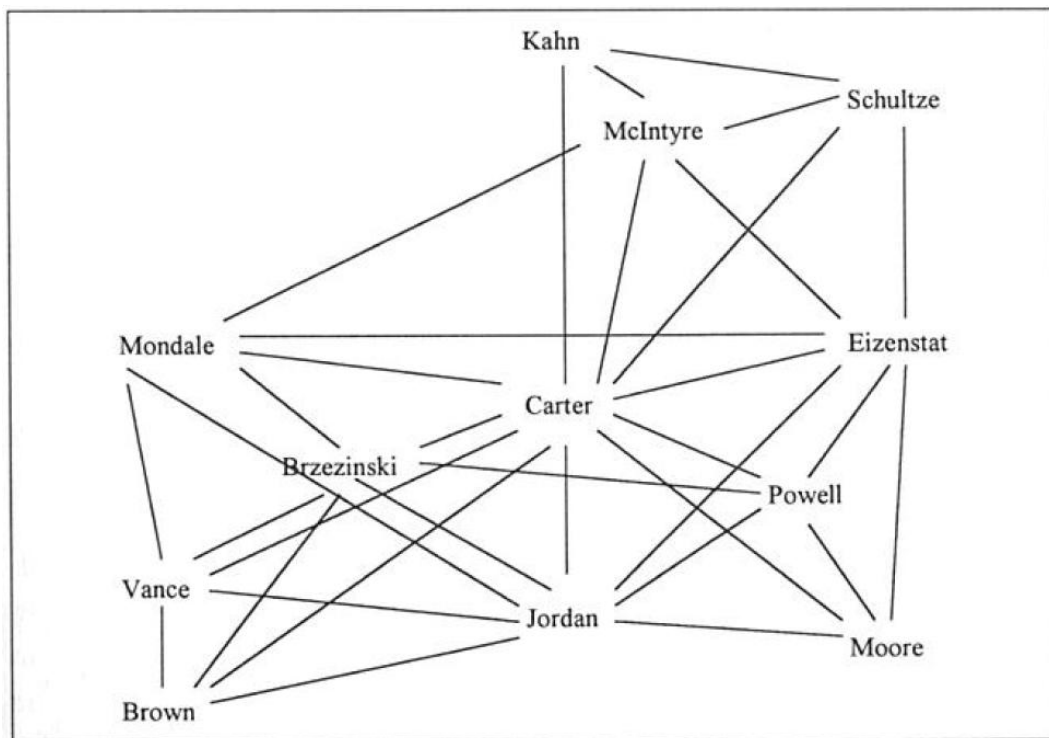 Kahn
Schultze
McIntyre
Mondale
Eizenstat
Carter
Brzezinski
Powell
Vance
Jordan
Moore
Brown